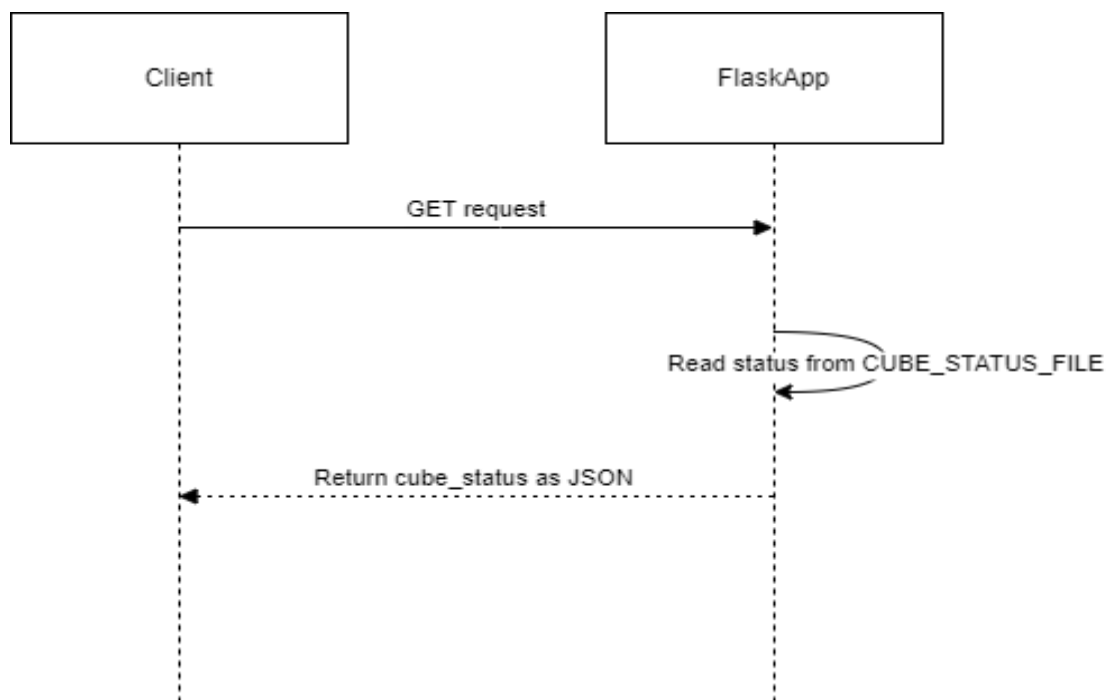 Client
FlaskApp
GET request
Read status from CUBE_STATUS_FILE
Return cube_status as JSON